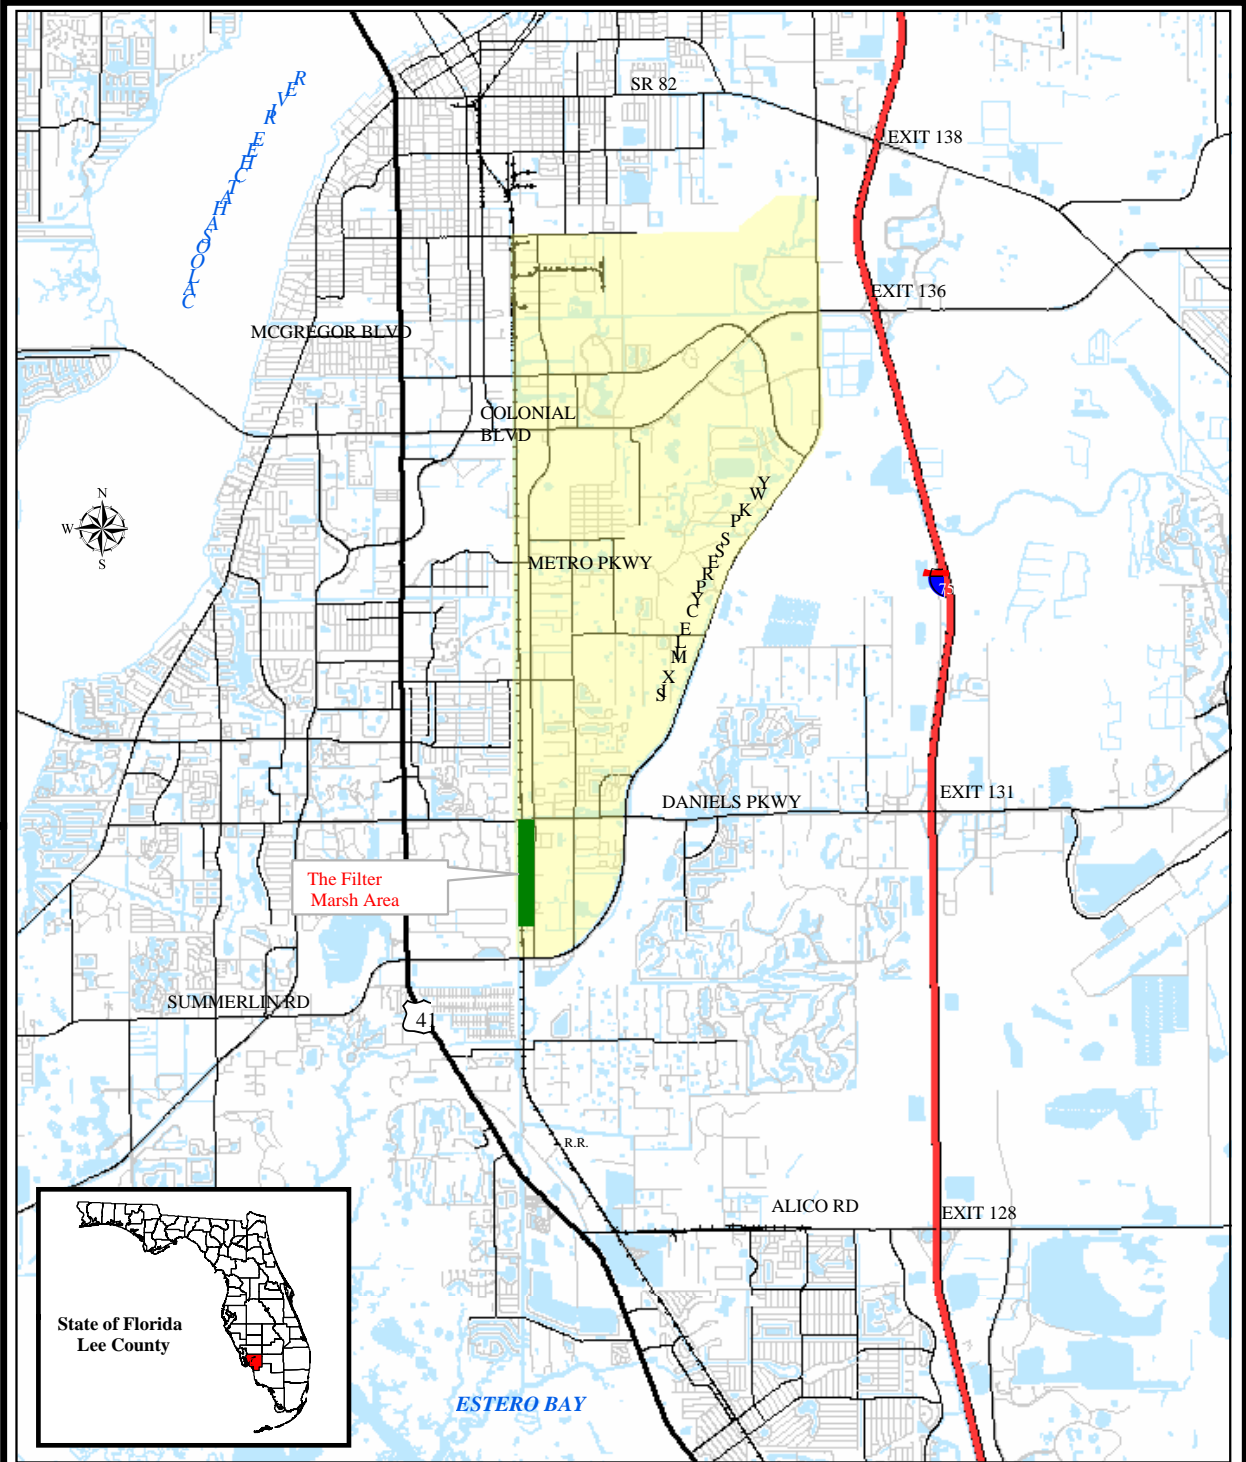 SR 82
EXIT 138
CALOOSAHATCHEE RIVER
EXIT 136
MCGREGOR BLVD
COLONIAL
BLVD
SIX MILE CYPRESS PKWY
N
W
S
METRO PKWY
75
DANIELS PKWY
EXIT 131
The Filter
Marsh Area
SUMMERLIN RD
41
R.R.
ALICO RD
EXIT 128
State of Florida
Lee County
ESTERO BAY